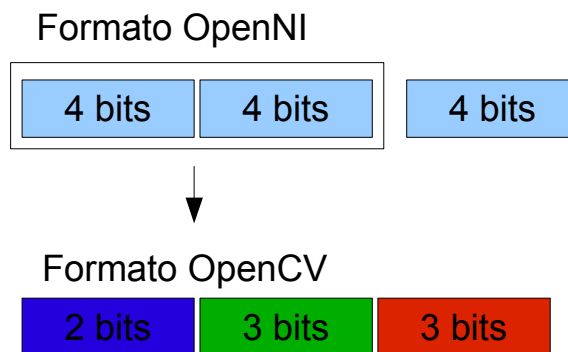 Formato OpenNI
4 bits 4 bits 4 bits
Formato OpenCV
2 bits 3 bits 3 bits